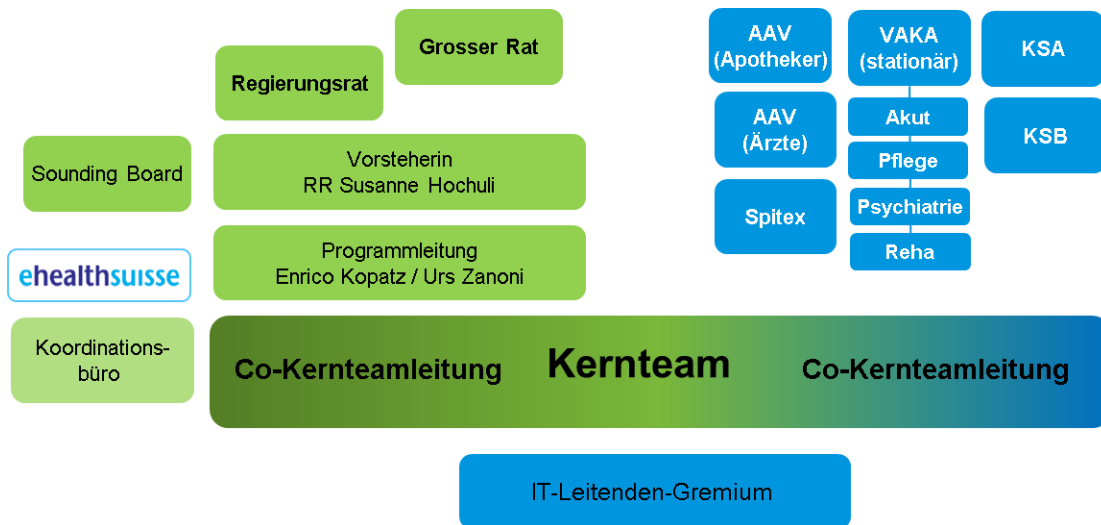 Grosser Rat
Regierungsrat
Sounding Board
Vorsteherin
RR Susanne Hochuli
ehealthsuisse
Programmleitung
Enrico Kopatz / Urs Zanoni
AAV
(Apotheker)
VAKA
(stationär)
KSA
AAV
(Ärzte)
Akut
KSB
Pflege
Spitex
Psychiatrie
Reha
Koordinations-
büro
Co-Kernteamleitung
Kernteam
Co-Kernteamleitung
IT-Leitenden-Gremium